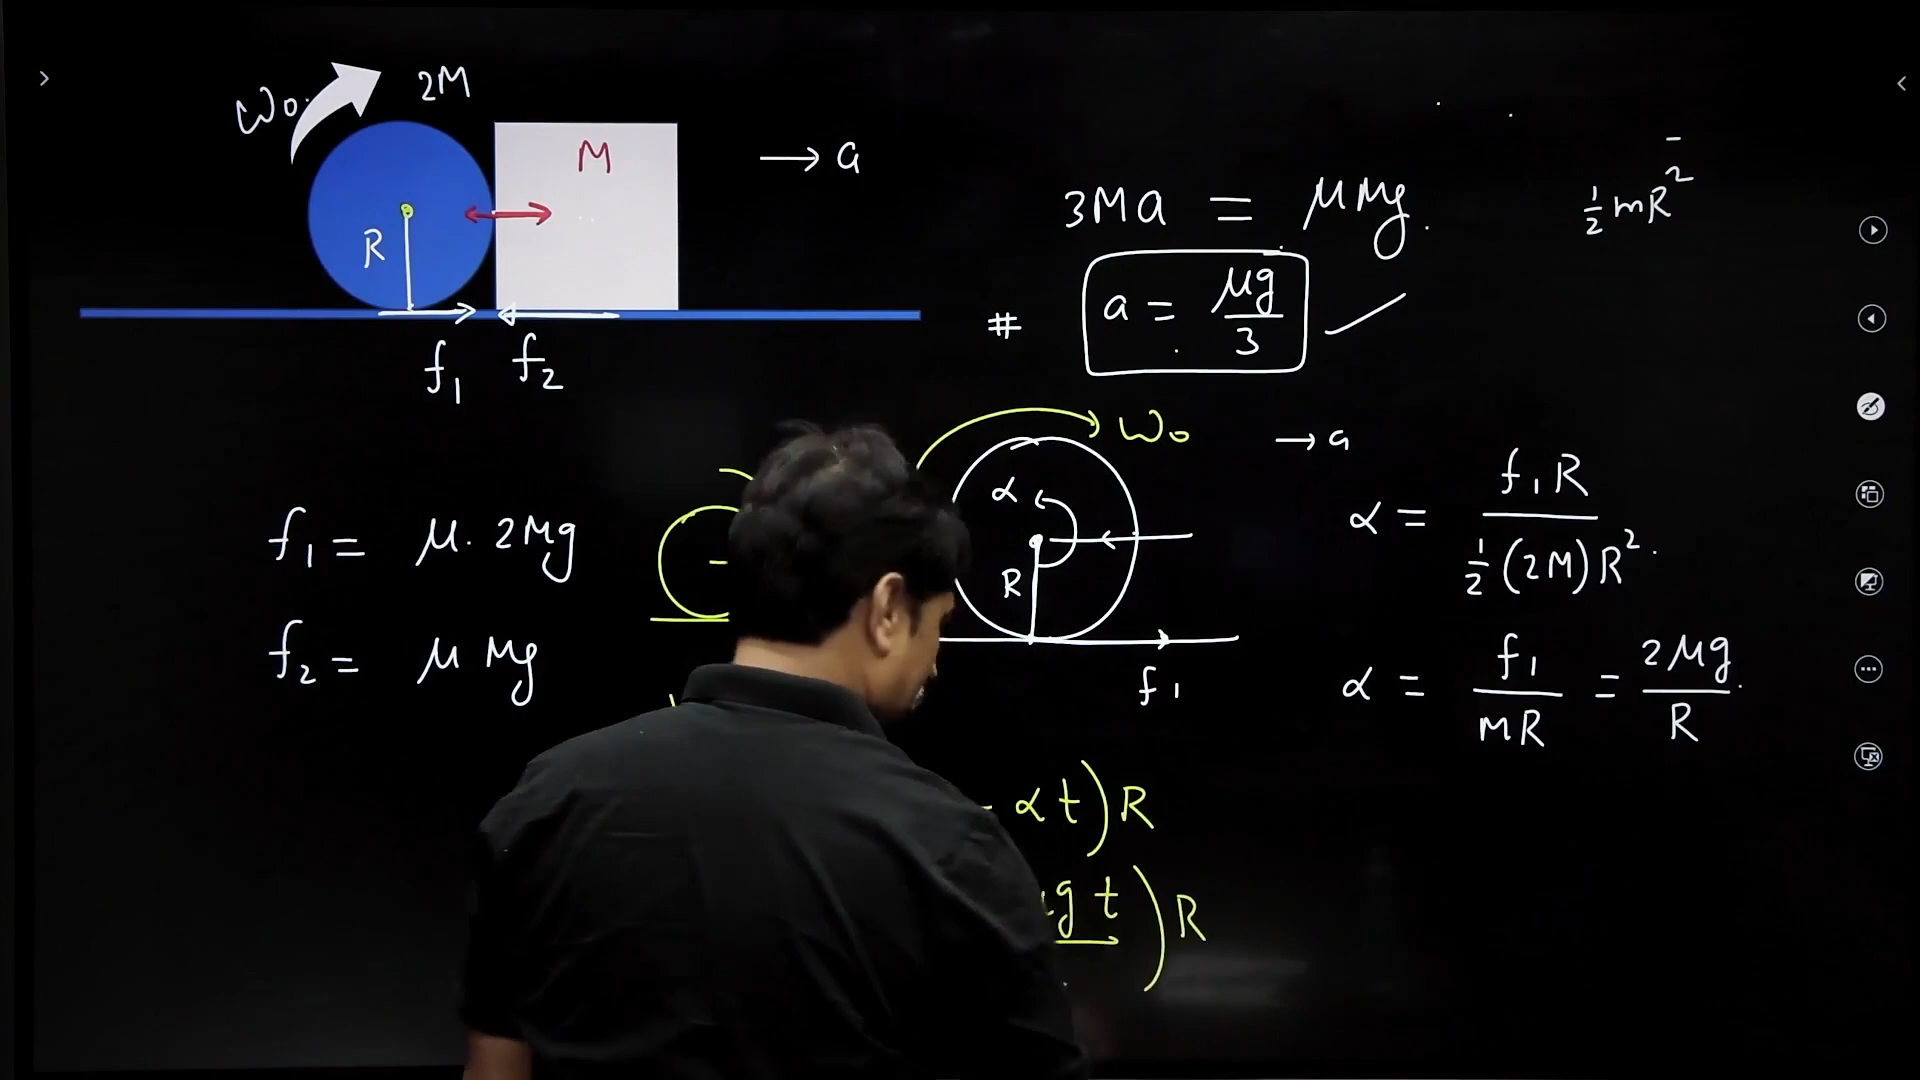 ω₀
2M
M
→ a
R
f₁ f₂
3Ma = μMg.
½mR²
# a = μg/3
ω₀
→ a
α
R
f₁
f₁ = μ. 2Mg
f₂ = μ Mg
α = f₁R / ½(2M)R²
α = f₁/MR = 2μg/R
- αt)R
g t )R